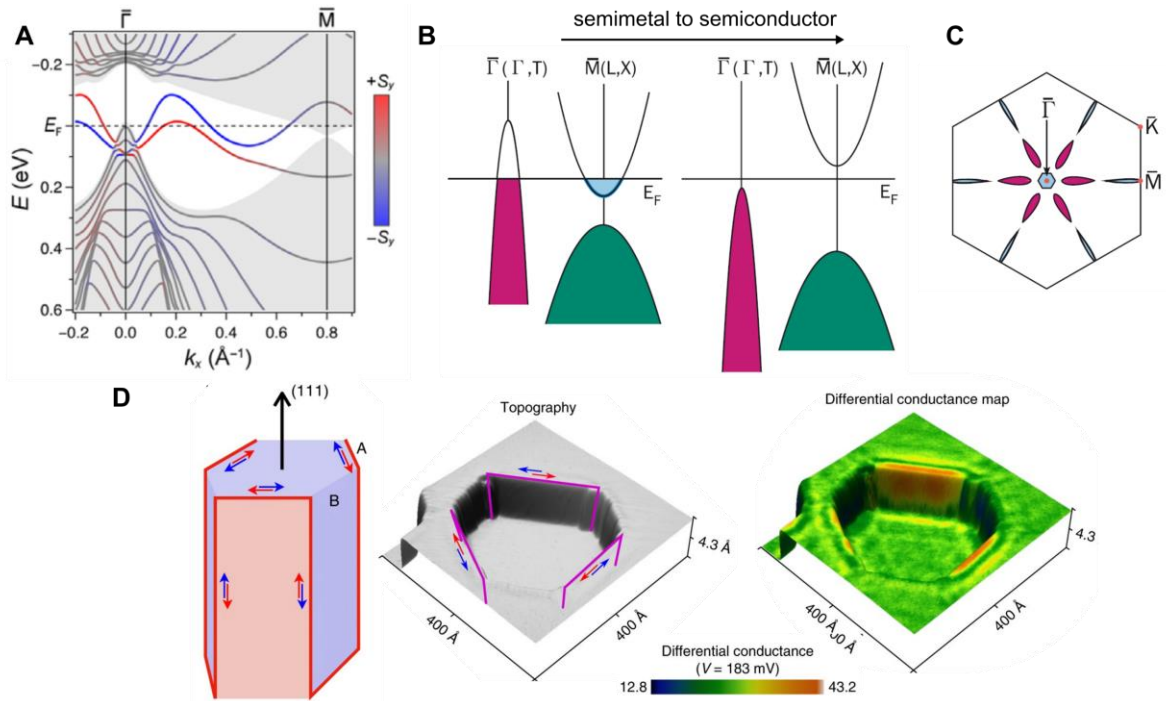 A
Γ̅
M̅
−0.2
E_F
0.2
0.4
0.6
E (eV)
−0.2
0.0
0.2
0.4
0.6
0.8
k_x (Å⁻¹)
+S_y
−S_y
B
semimetal to semiconductor
Γ̅(Γ,T)
M̅(L,X)
E_F
Γ̅(Γ,T)
M̅(L,X)
E_F
C
Γ̅
K̅
M̅
D
(111)
A
B
Topography
4.3 Å
400 Å
400 Å
Differential conductance map
4.3
400 Å
400 Å
Differential conductance
(V = 183 mV)
12.8
43.2